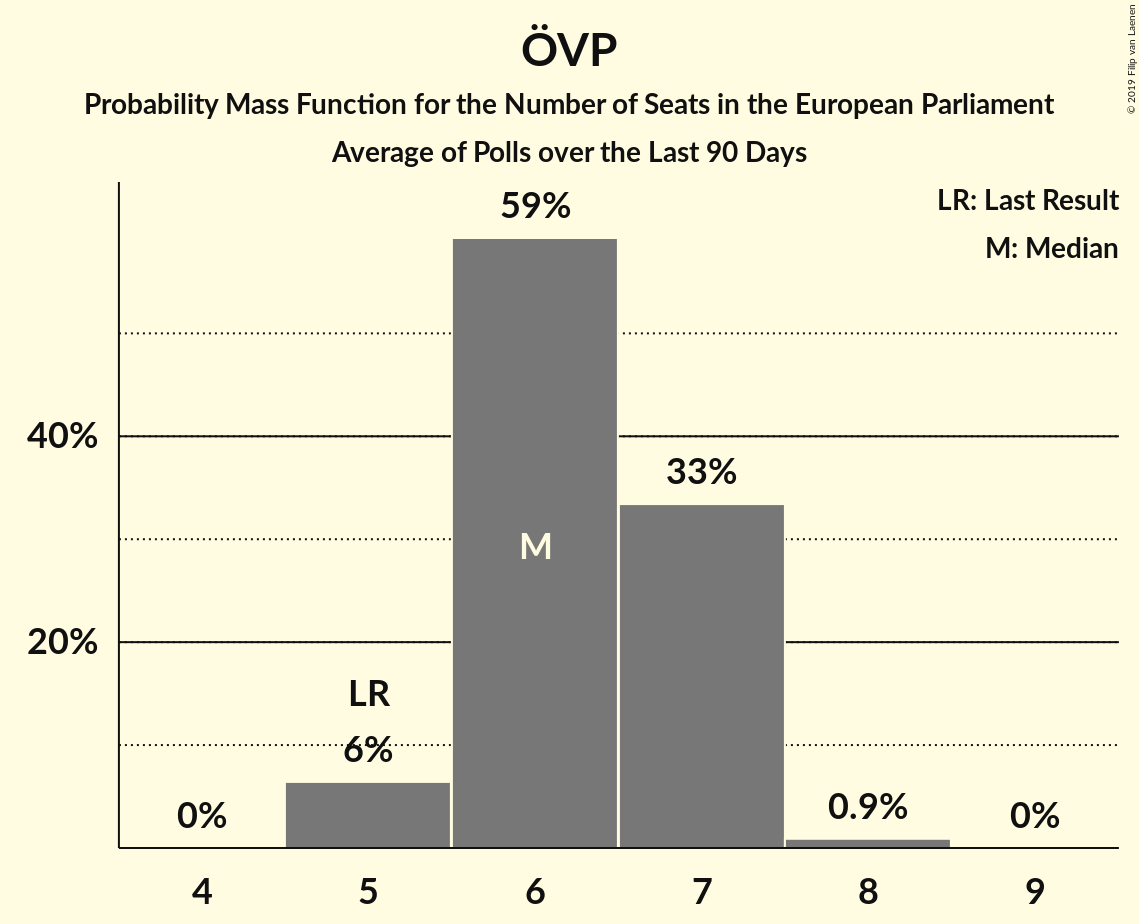 ÖVP
Probability Mass Function for the Number of Seats in the European Parliament
Average of Polls over the Last 90 Days
© 2019 Filip van Laenen
LR: Last Result
M: Median
59%
40%
33%
M
20%
LR
6%
0%
0.9%
0%
4 5 6 7 8 9